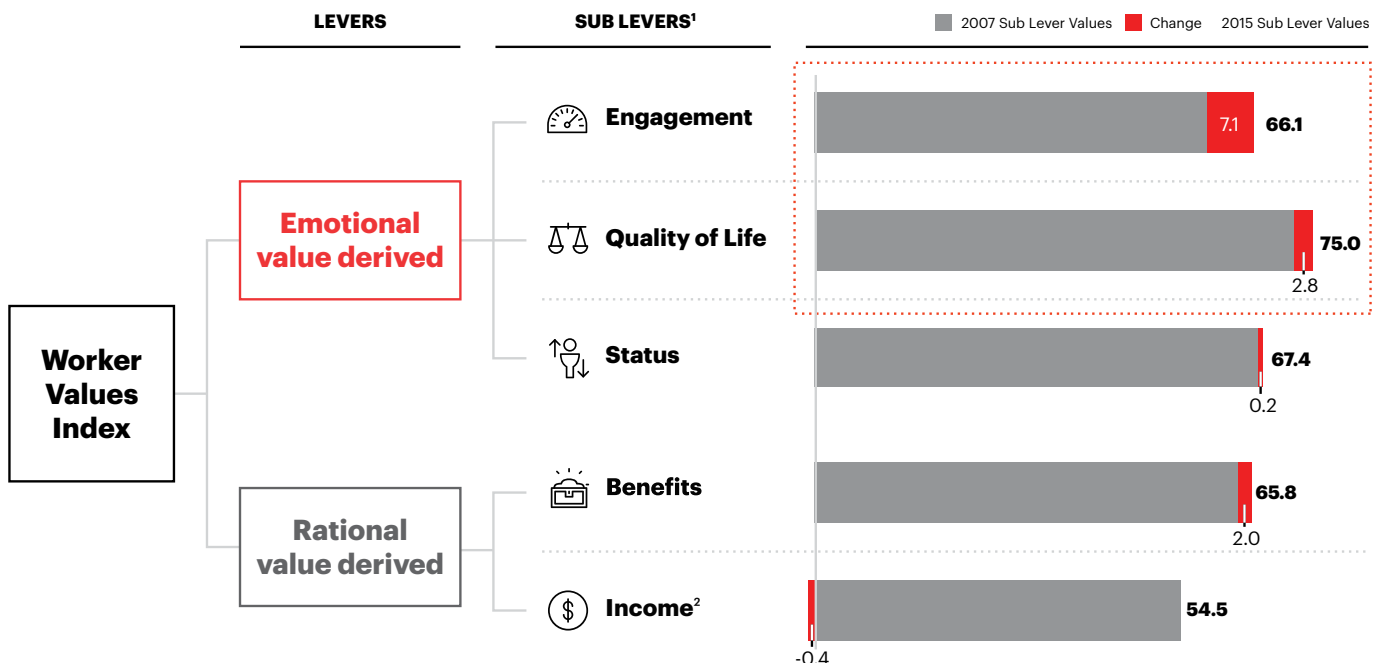 LEVERS
SUB LEVERS¹
2007 Sub Lever Values
Change
2015 Sub Lever Values
Engagement
7.1
66.1
Emotional
value derived
Quality of Life
75.0
2.8
Status
67.4
0.2
Worker
Values
Index
Benefits
65.8
2.0
Rational
value derived
Income²
$
54.5
-0.4